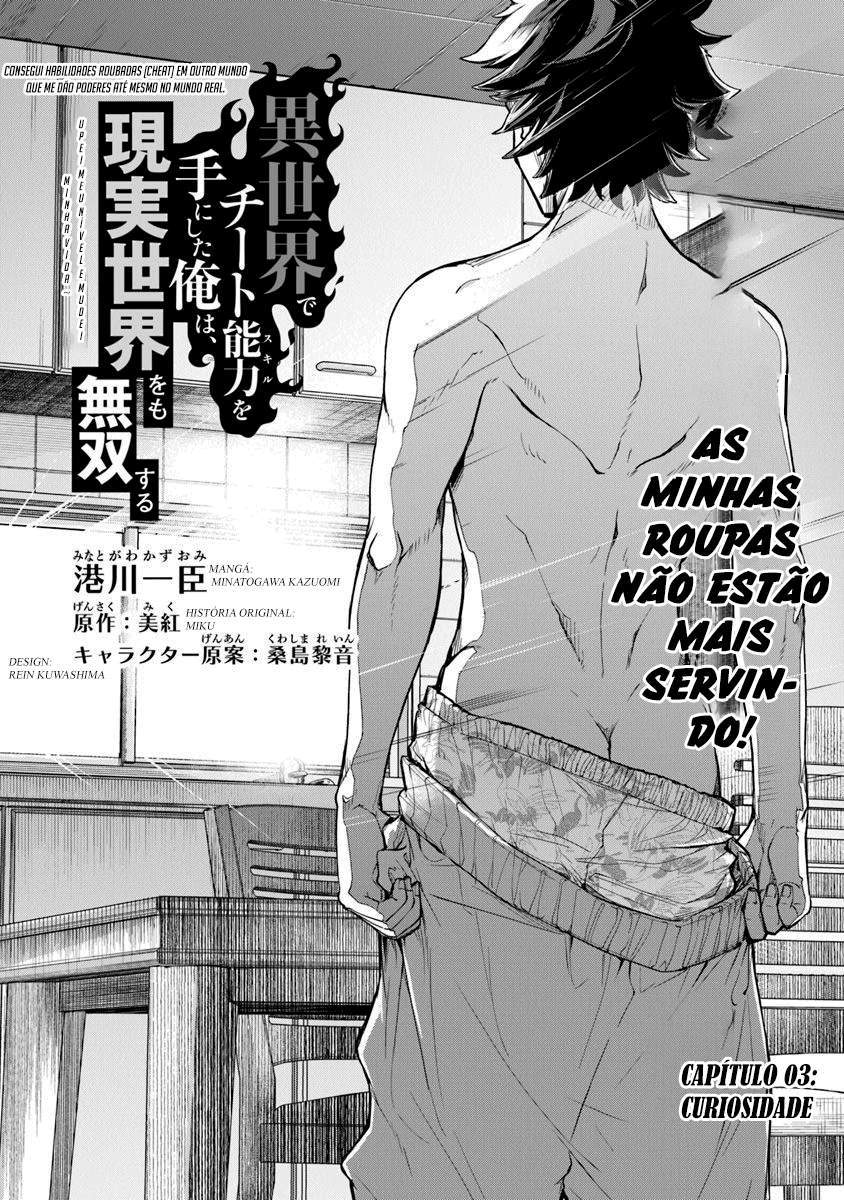 CONSEGUI HABILIDADES ROUBADAS (CHEAT) EM OUTRO MUNDO
QUE ME DÃO PODERES ATÉ MESMO NO MUNDO REAL.
異世界で
チート能力を
スキル
手にした俺は、
現実世界をも
無双する
UPEI MEU NÍVEL E MUDEI
MINHA VIDA~
みなとがわかずおみ
港川一臣
MANGÁ:
MINATOGAWA KAZUOMI
げんさく みく
原作：美紅
HISTÓRIA ORIGINAL:
MIKU
げんあん くわしま れいん
キャラクター原案：桑島黎音
DESIGN:
REIN KUWASHIMA
AS
MINHAS
ROUPAS
NÃO ESTÃO
MAIS
SERVIN-
DO!
CAPÍTULO 03:
CURIOSIDADE